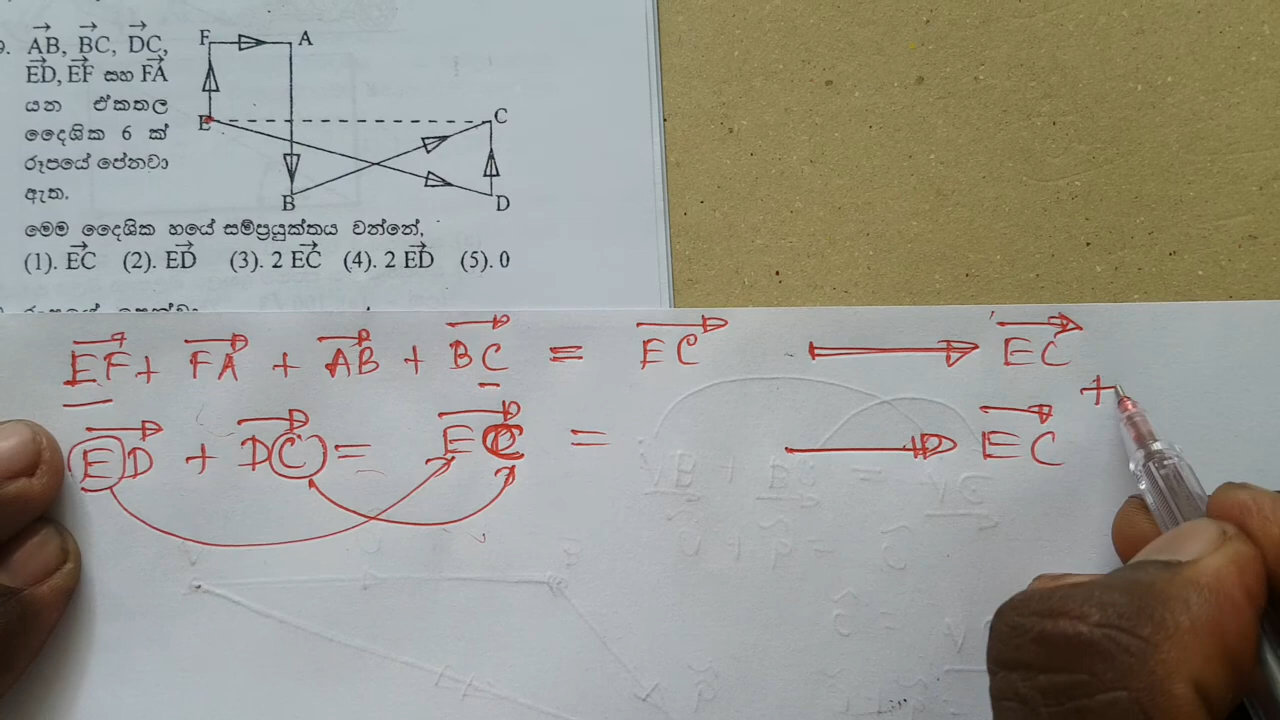 9. AB, BC, DC,
ED, EF සහ FA
යන ඒකතල
දෛශික 6 ක්
රූපයේ පේනවා
ඇත.
F A
E C
B D
මෙම දෛශික හයේ සම්ප්‍රයුක්තය වන්නේ,
(1). EC (2). ED (3). 2 EC (4). 2 ED (5). 0
EF + FA + AB + BC = EC EC
+
ED + DC = EC = EC